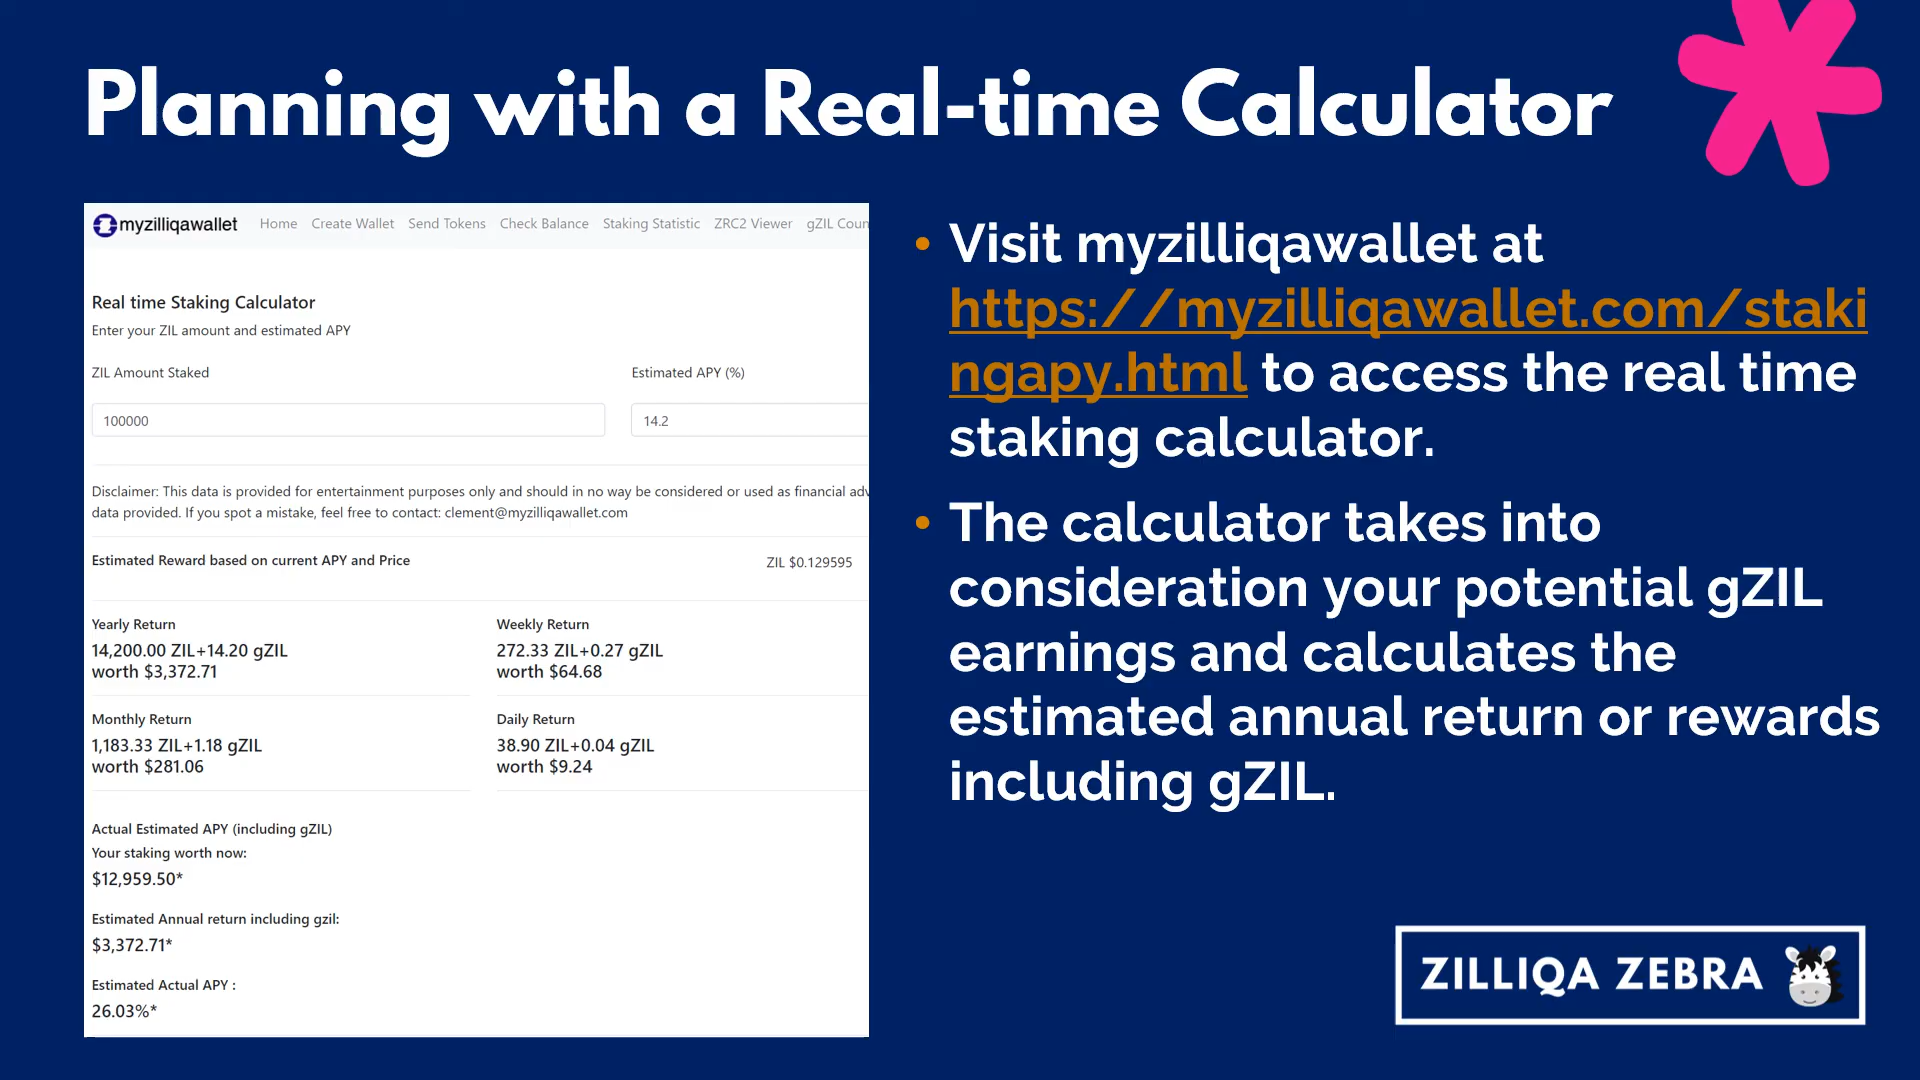 Planning with a Real-time Calculator
myzilliqawallet Home Create Wallet Send Tokens Check Balance Staking Statistic ZRC2 Viewer gZIL Coun
Real time Staking Calculator
Enter your ZIL amount and estimated APY
ZIL Amount Staked Estimated APY (%)
100000 14.2
Disclaimer: This data is provided for entertainment purposes only and should in no way be considered or used as financial adv
data provided. If you spot a mistake, feel free to contact: clement@myzilliqawallet.com
Estimated Reward based on current APY and Price ZIL $0.129595
Yearly Return
14,200.00 ZIL+14.20 gZIL
worth $3,372.71
Weekly Return
272.33 ZIL+0.27 gZIL
worth $64.68
Monthly Return
1,183.33 ZIL+1.18 gZIL
worth $281.06
Daily Return
38.90 ZIL+0.04 gZIL
worth $9.24
Actual Estimated APY (including gZIL)
Your staking worth now:
$12,959.50*
Estimated Annual return including gzil:
$3,372.71*
Estimated Actual APY :
26.03%*
• Visit myzilliqawallet at
https://myzilliqawallet.com/staki
ngapy.html to access the real time
staking calculator.
• The calculator takes into
consideration your potential gZIL
earnings and calculates the
estimated annual return or rewards
including gZIL.
ZILLIQA ZEBRA